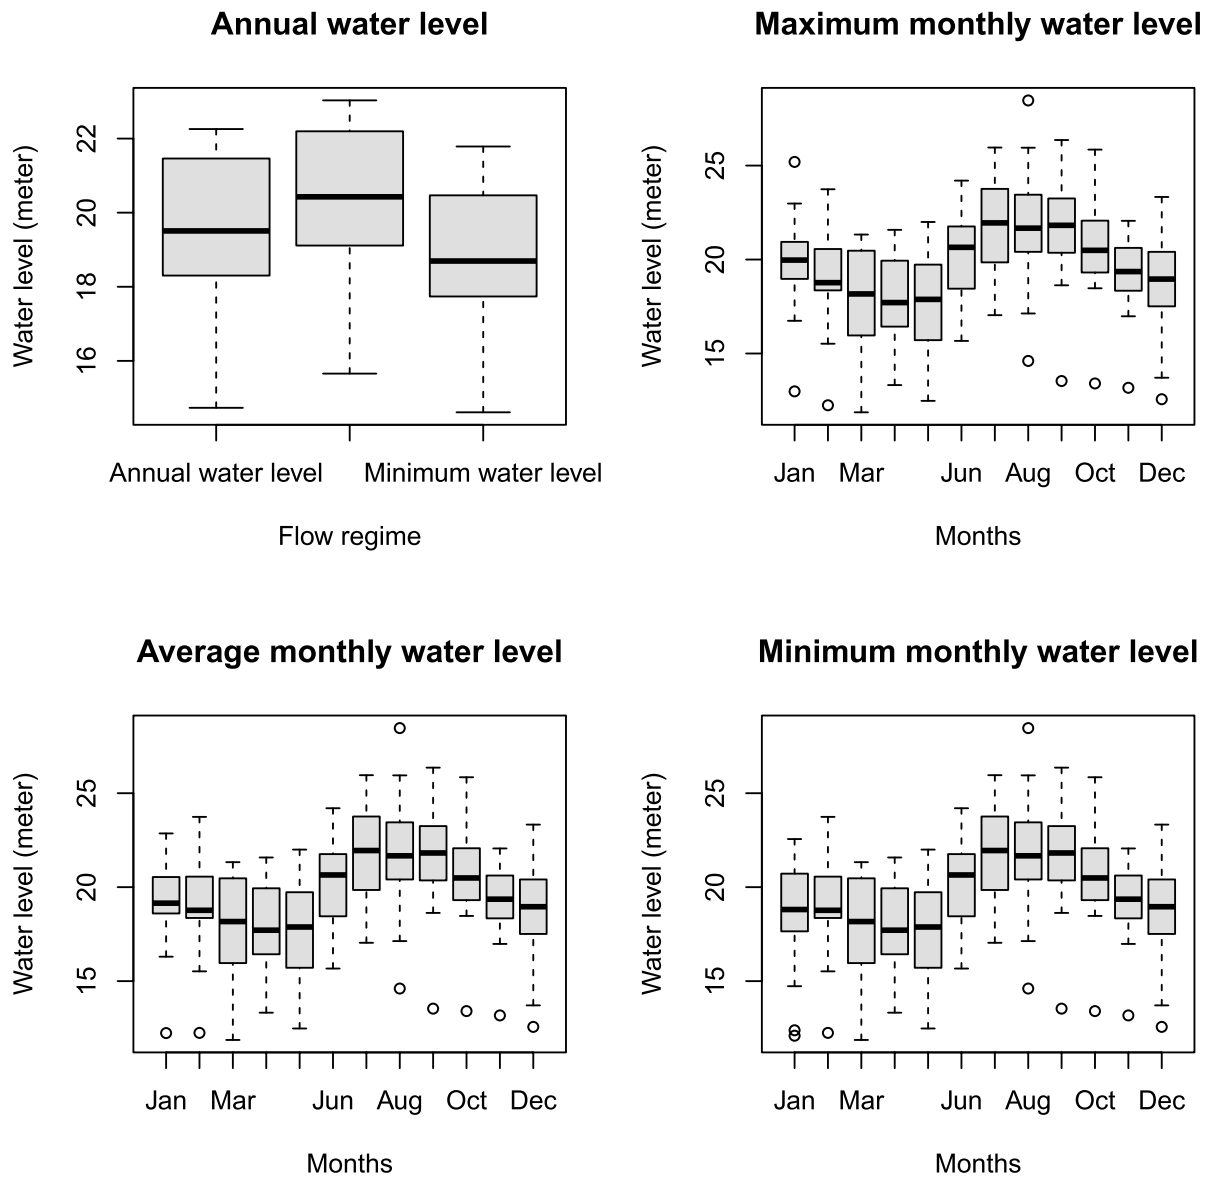 Annual water level
Water level (meter)
22
20
18
16
Annual water level Minimum water level
Flow regime
Maximum monthly water level
Water level (meter)
25
20
15
Jan Mar Jun Aug Oct Dec
Months
Average monthly water level
Water level (meter)
25
20
15
Jan Mar Jun Aug Oct Dec
Months
Minimum monthly water level
Water level (meter)
25
20
15
Jan Mar Jun Aug Oct Dec
Months